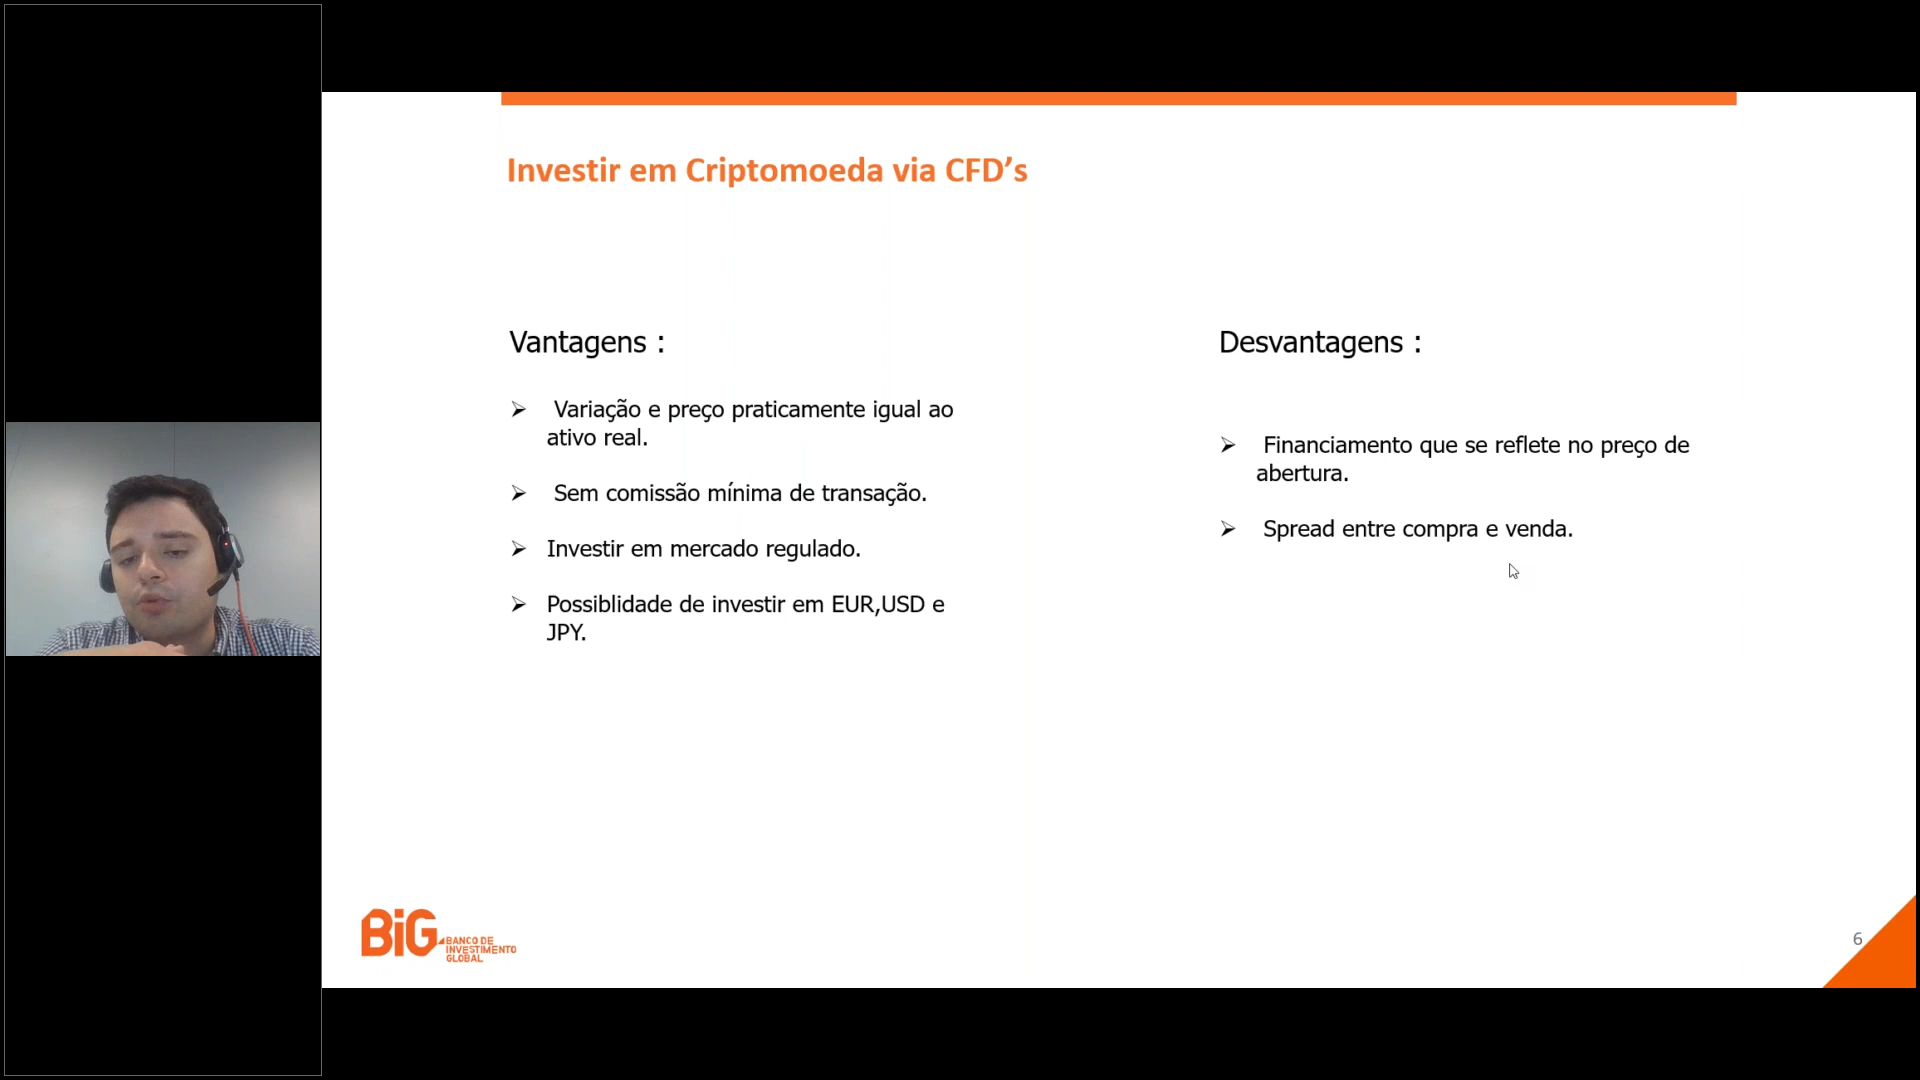 Investir em Criptomoeda via CFD’s
Vantagens :
➢ Variação e preço praticamente igual ao
ativo real.
➢ Sem comissão mínima de transação.
➢ Investir em mercado regulado.
➢ Possiblidade de investir em EUR,USD e
JPY.
Desvantagens :
➢ Financiamento que se reflete no preço de
abertura.
➢ Spread entre compra e venda.
BiG
BANCO DE
INVESTIMENTO
GLOBAL
6